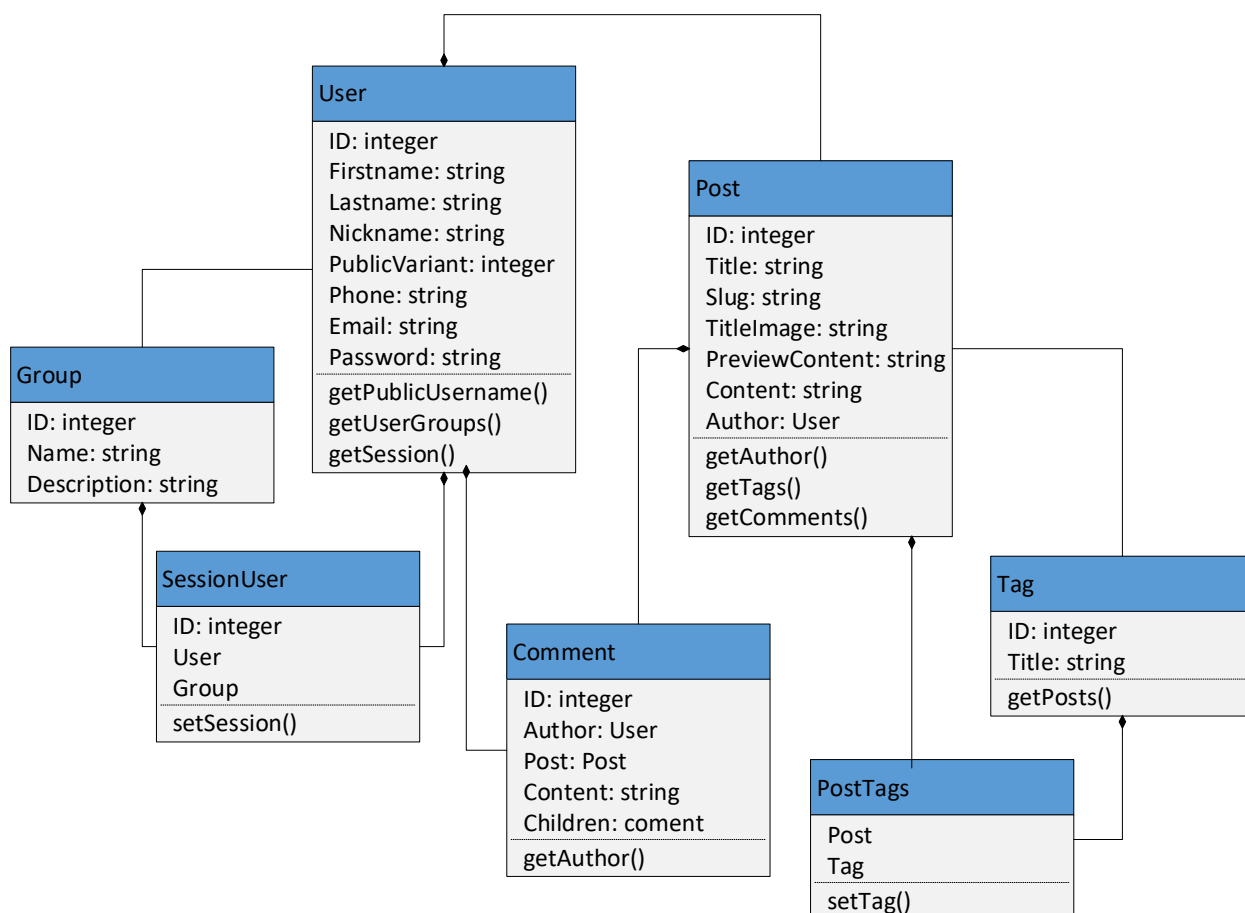 User
ID: integer
Firstname: string
Lastname: string
Nickname: string
PublicVariant: integer
Phone: string
Email: string
Password: string
getPublicUsername()
getUserGroups()
getSession()
Post
ID: integer
Title: string
Slug: string
TitleImage: string
PreviewContent: string
Content: string
Author: User
getAuthor()
getTags()
getComments()
Group
ID: integer
Name: string
Description: string
SessionUser
ID: integer
User
Group
setSession()
Comment
ID: integer
Author: User
Post: Post
Content: string
Children: coment
getAuthor()
Tag
ID: integer
Title: string
getPosts()
PostTags
Post
Tag
setTag()